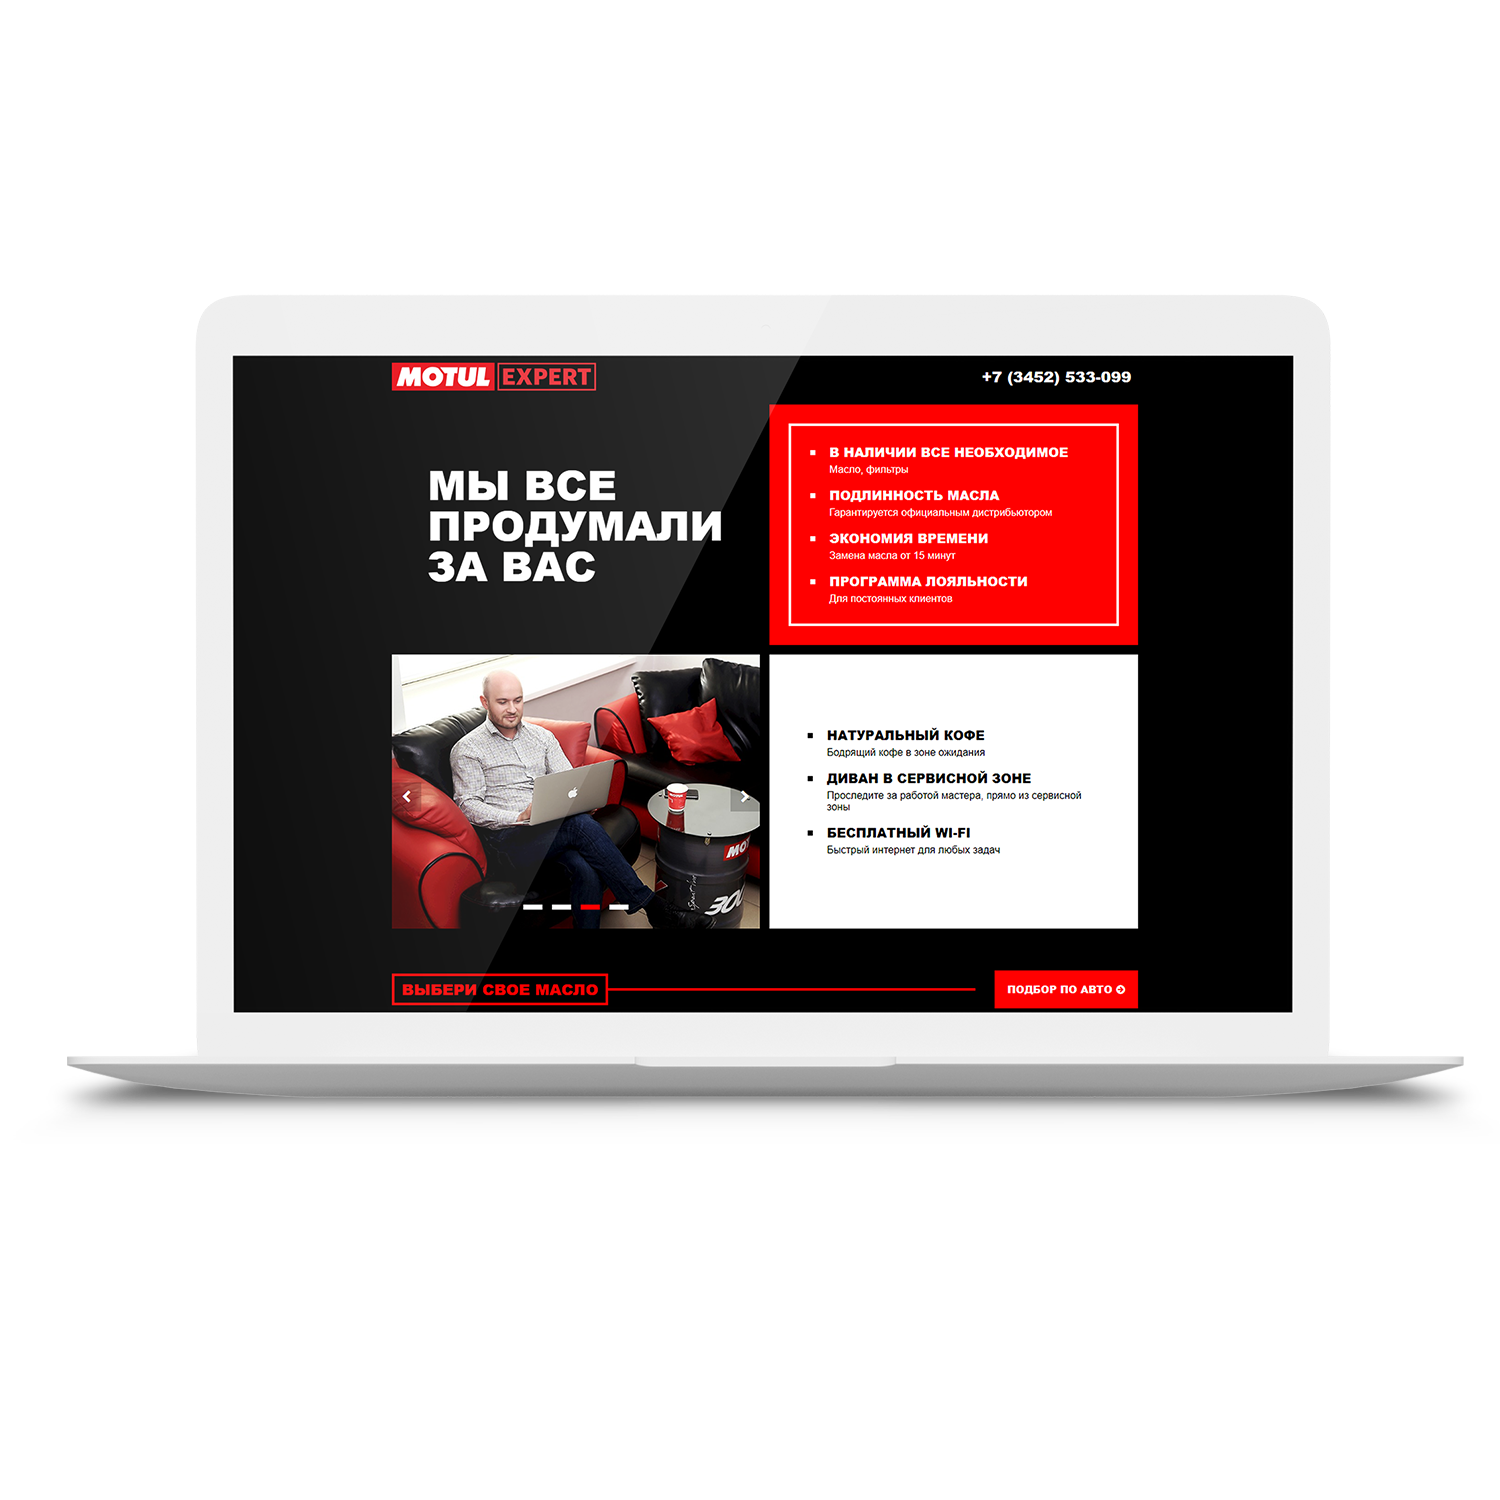 MOTUL EXPERT
+7 (3452) 533-099
МЫ ВСЕ
ПРОДУМАЛИ
ЗА ВАС
В НАЛИЧИИ ВСЕ НЕОБХОДИМОЕ
Масло, фильтры
ПОДЛИННОСТЬ МАСЛА
Гарантируется официальным дистрибьютором
ЭКОНОМИЯ ВРЕМЕНИ
Замена масла от 15 минут
ПРОГРАММА ЛОЯЛЬНОСТИ
Для постоянных клиентов
MOT
300
НАТУРАЛЬНЫЙ КОФЕ
Бодрящий кофе в зоне ожидания
ДИВАН В СЕРВИСНОЙ ЗОНЕ
Проследите за работой мастера, прямо из сервисной
зоны
БЕСПЛАТНЫЙ WI-FI
Быстрый интернет для любых задач
ВЫБЕРИ СВОЕ МАСЛО
ПОДБОР ПО АВТО